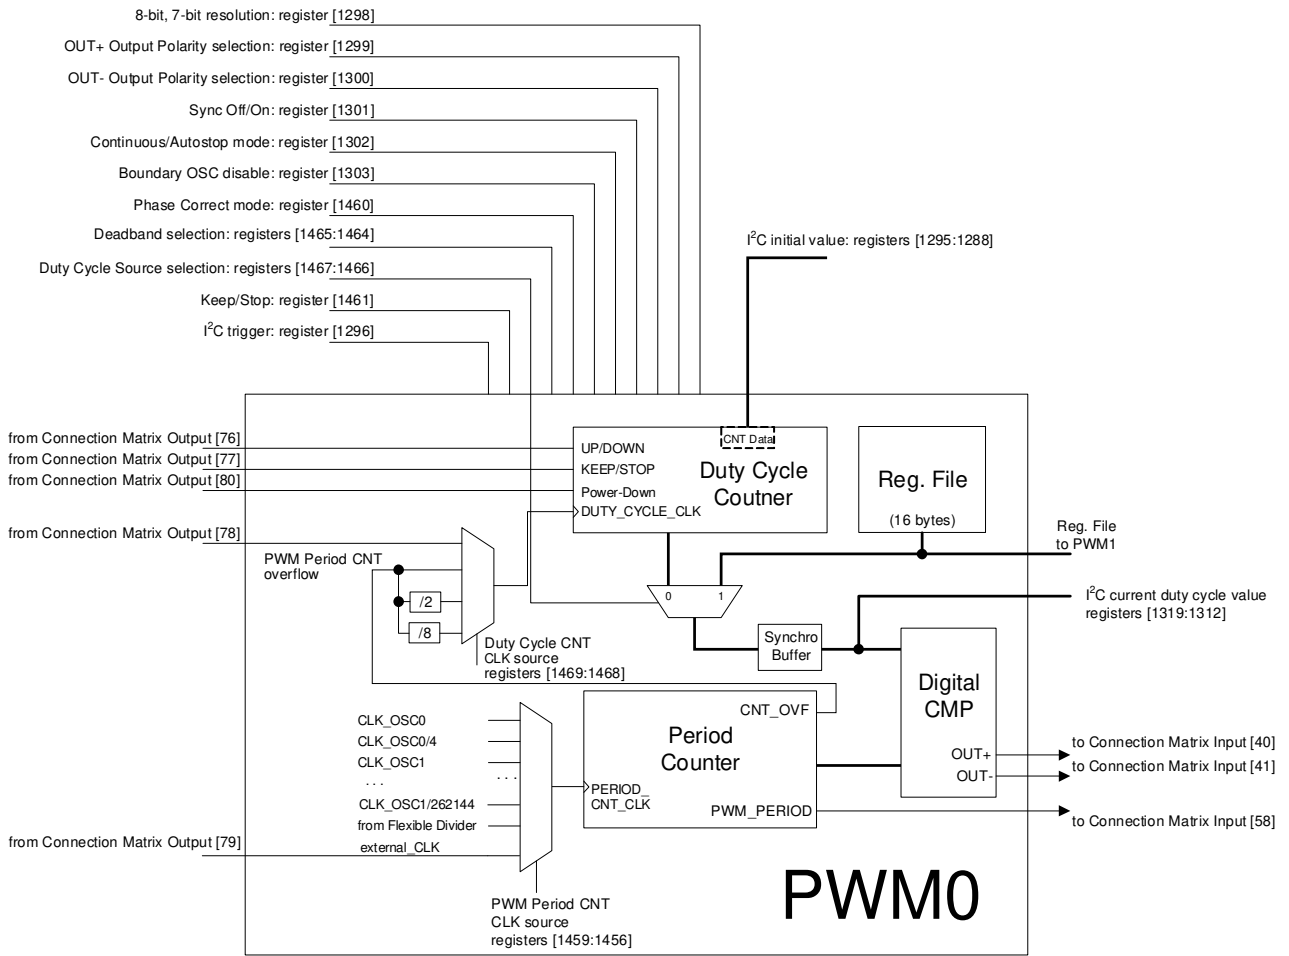 8-bit, 7-bit resolution: register [1298]
OUT+ Output Polarity selection: register [1299]
OUT- Output Polarity selection: register [1300]
Sync Off/On: register [1301]
Continuous/Autostop mode: register [1302]
Boundary OSC disable: register [1303]
Phase Correct mode: register [1460]
Deadband selection: registers [1465:1464]
Duty Cycle Source selection: registers [1467:1466]
Keep/Stop: register [1461]
I²C trigger: register [1296]
I²C initial value: registers [1295:1288]
from Connection Matrix Output [76]
from Connection Matrix Output [77]
from Connection Matrix Output [80]
from Connection Matrix Output [78]
UP/DOWN
KEEP/STOP
Power-Down
DUTY_CYCLE_CLK
CNT Data
Duty Cycle
Coutner
Reg. File
(16 bytes)
Reg. File
to PWM1
PWM Period CNT
overflow
/2
/8
Duty Cycle CNT
CLK source
registers [1469:1468]
0
1
Synchro
Buffer
I²C current duty cycle value
registers [1319:1312]
Digital
CMP
OUT+
OUT-
to Connection Matrix Input [40]
to Connection Matrix Input [41]
CNT_OVF
Period
Counter
PERIOD_
CNT_CLK
PWM_PERIOD
to Connection Matrix Input [58]
CLK_OSC0
CLK_OSC0/4
CLK_OSC1
. . .
. . .
CLK_OSC1/262144
from Flexible Divider
external_CLK
from Connection Matrix Output [79]
PWM Period CNT
CLK source
registers [1459:1456]
PWM0